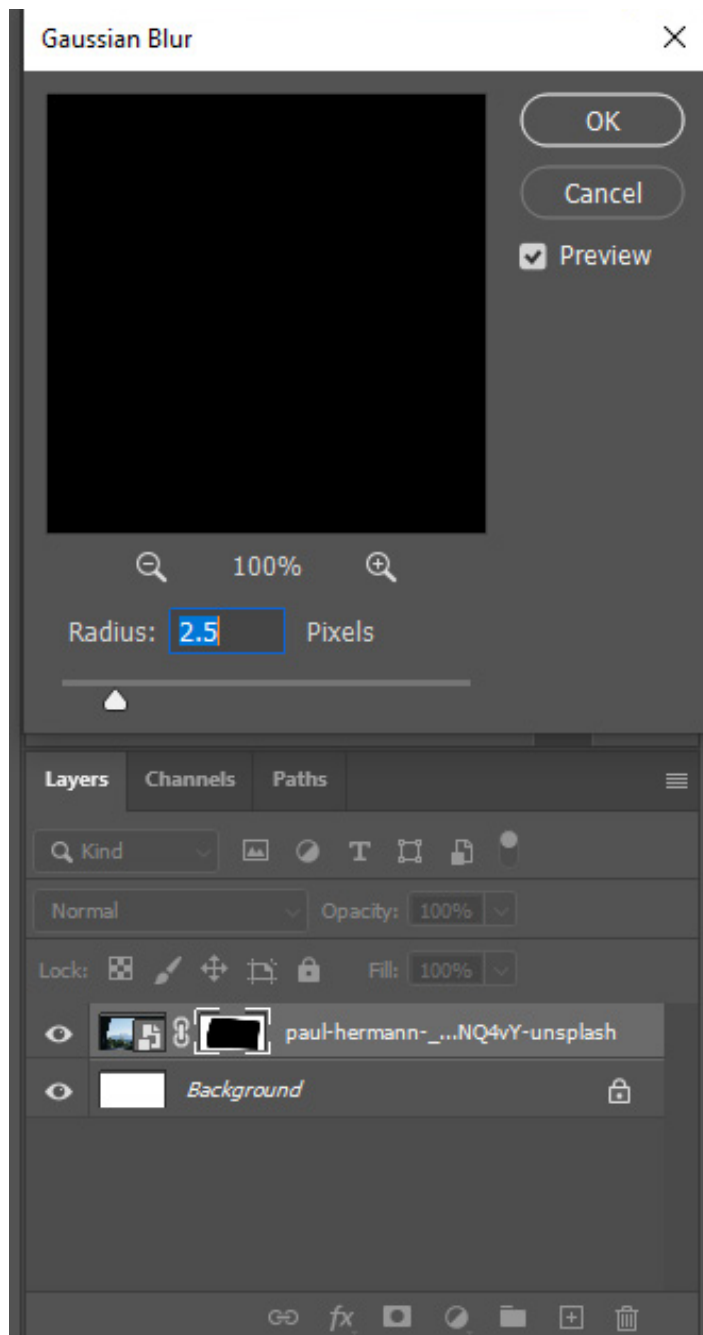 Gaussian Blur
OK
Cancel
Preview
100%
Radius: 2.5 Pixels
Layers Channels Paths
Kind
Normal Opacity: 100%
Lock: Fill: 100%
paul-hermann-_...NQ4vY-unsplash
Background
fx